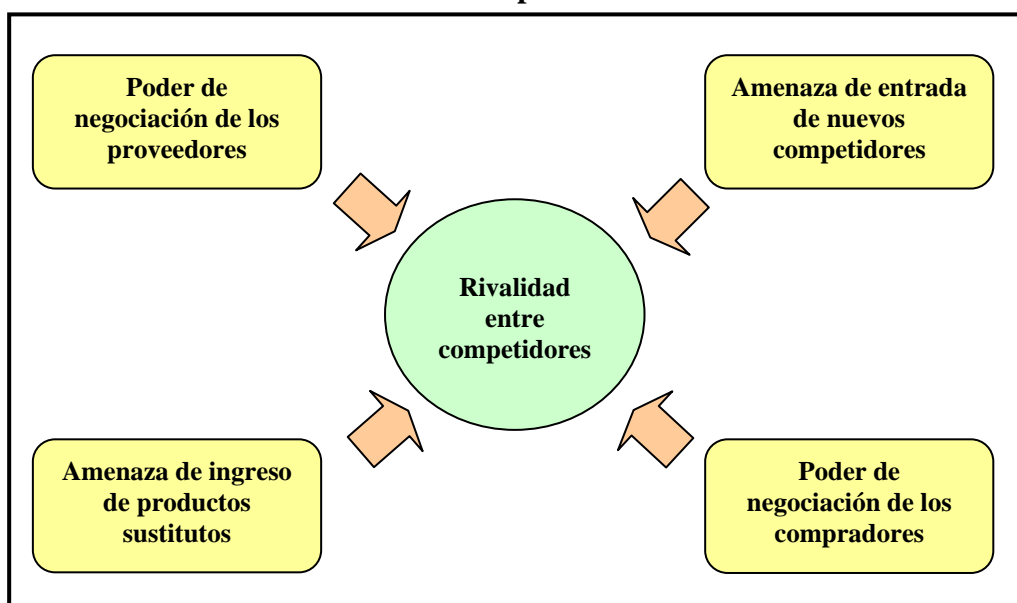 Poder de
negociación de los
proveedores
Amenaza de entrada
de nuevos
competidores
Rivalidad
entre
competidores
Amenaza de ingreso
de productos
sustitutos
Poder de
negociación de los
compradores